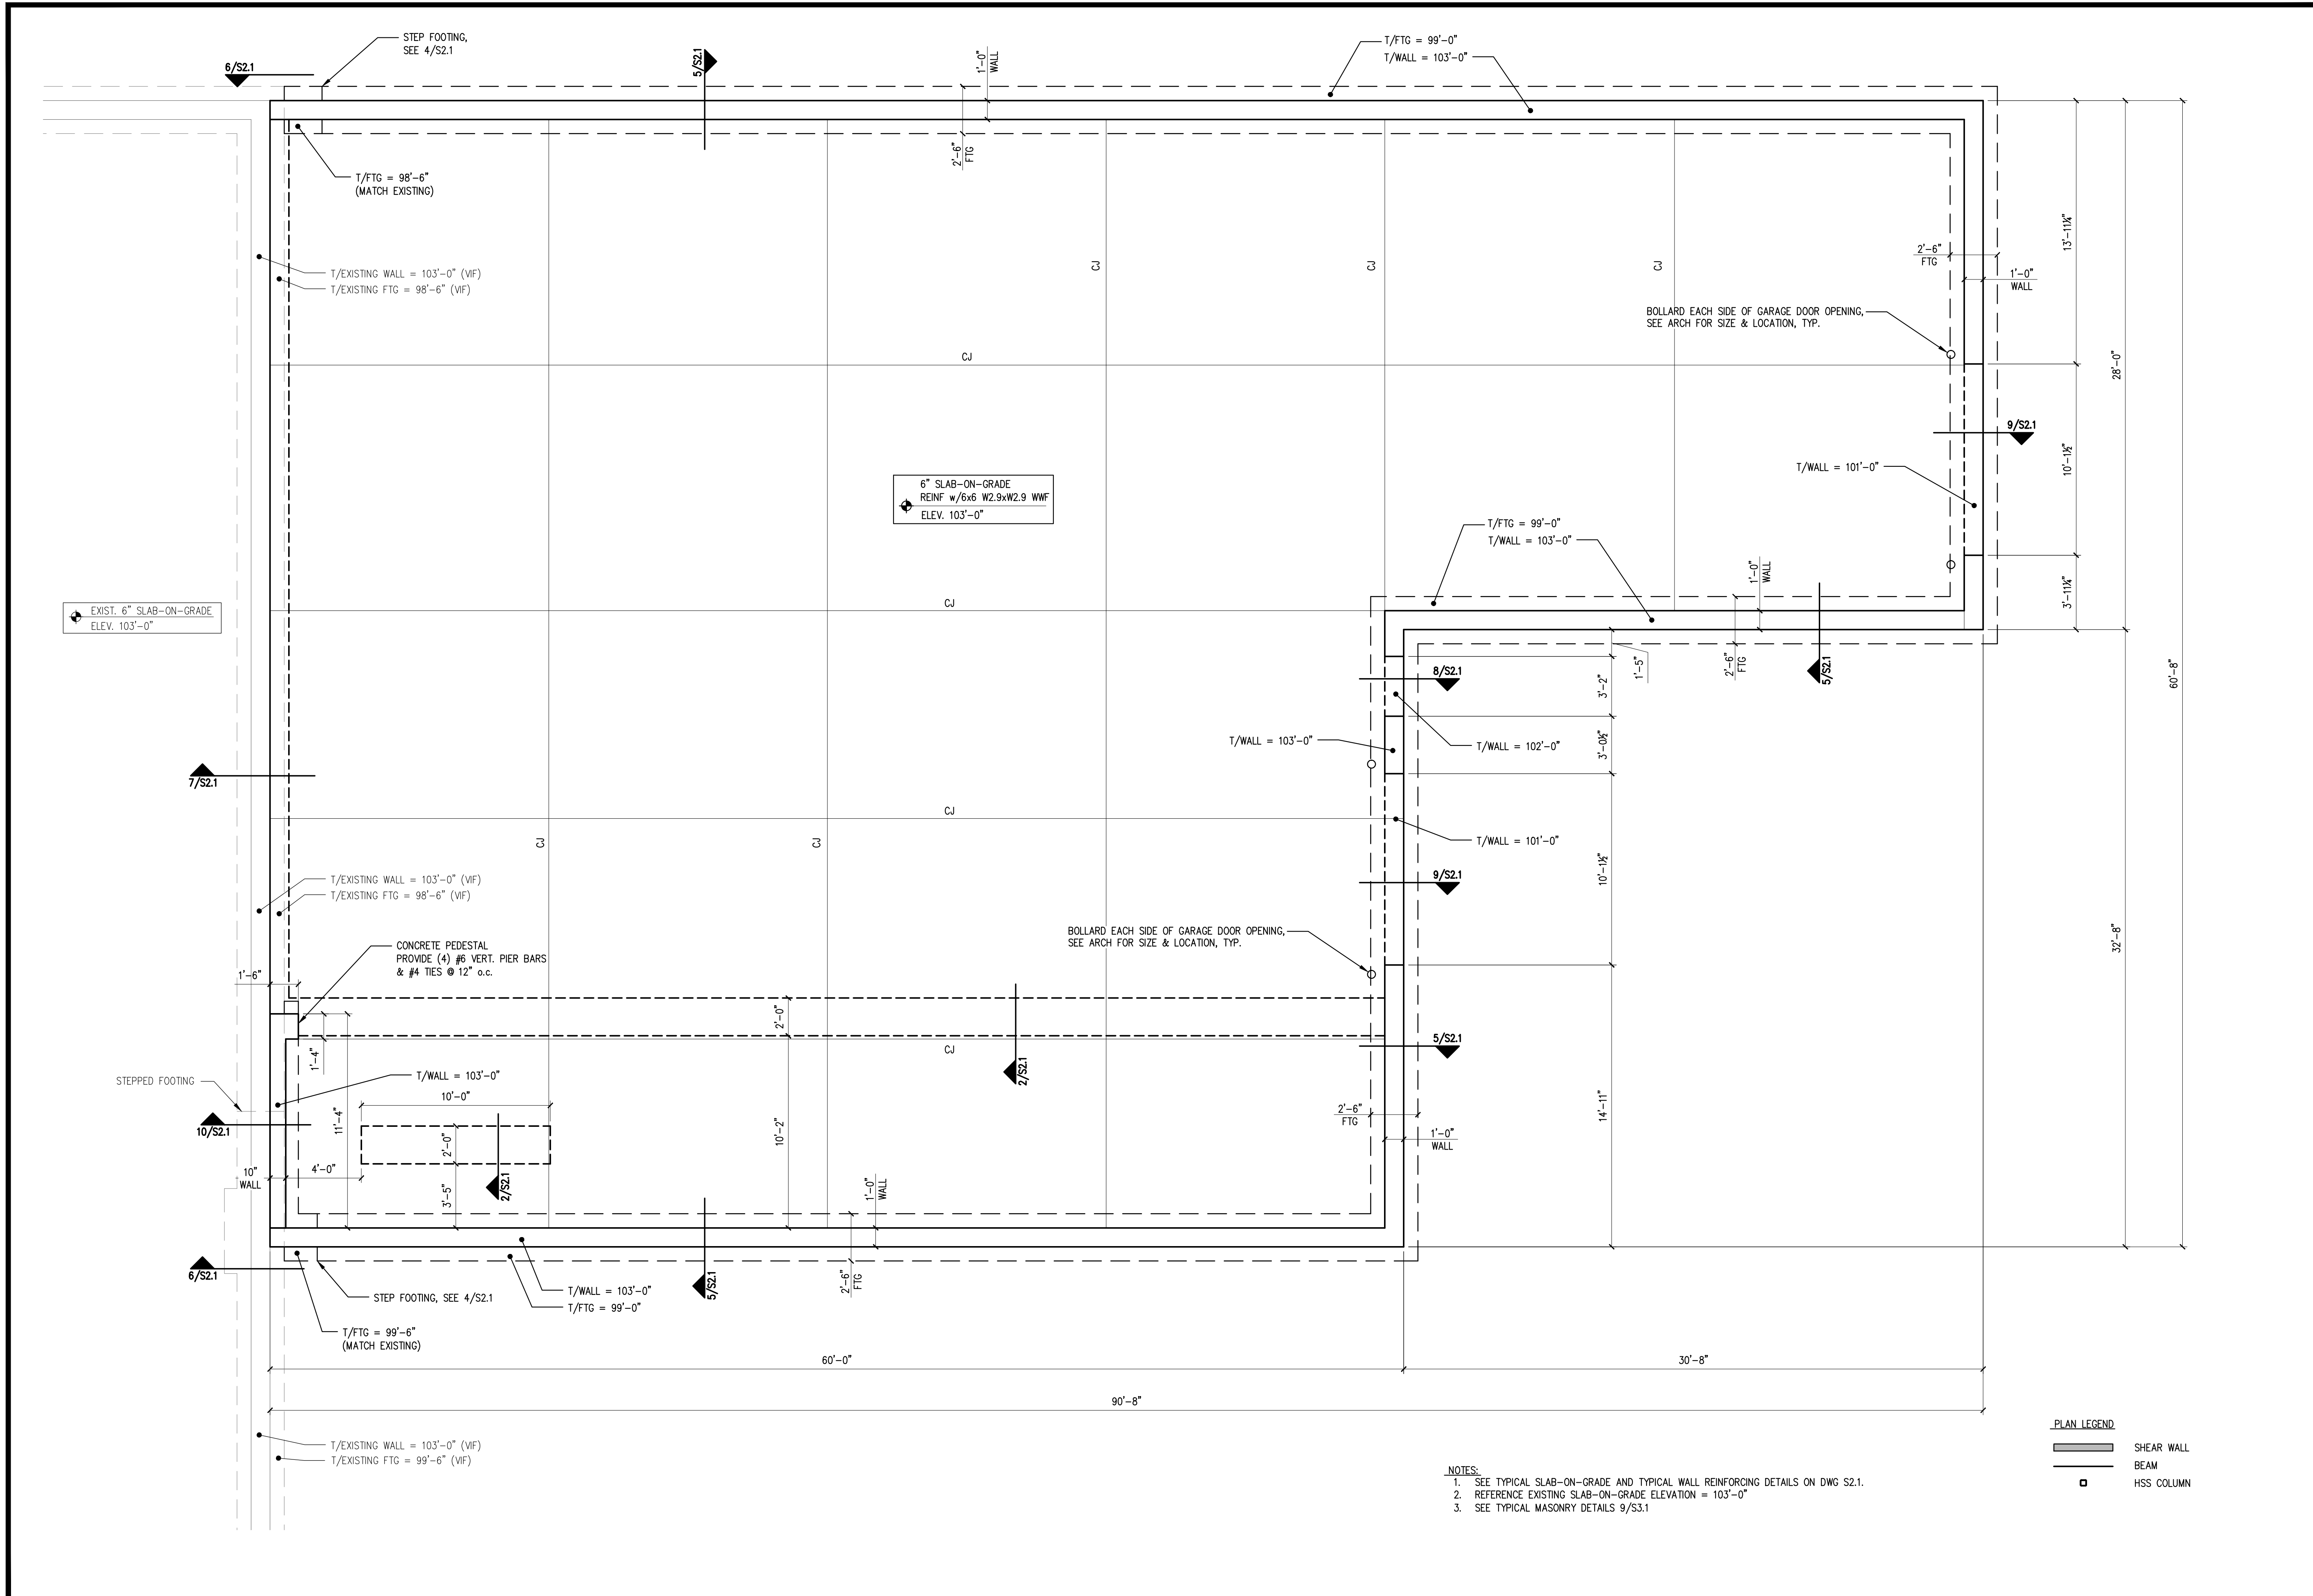 STEP FOOTING,
SEE 4/S2.1
6/S2.1
5/S2.1
1'-0"
WALL
T/FTG = 99'-0"
T/WALL = 103'-0"
2'-6"
FTG
T/FTG = 98'-6"
(MATCH EXISTING)
T/EXISTING WALL = 103'-0" (VIF)
T/EXISTING FTG = 98'-6" (VIF)
CJ
CJ
CJ
2'-6"
FTG
1'-0"
WALL
13'-11¼"
28'-0"
60'-8"
BOLLARD EACH SIDE OF GARAGE DOOR OPENING,
SEE ARCH FOR SIZE & LOCATION, TYP.
CJ
9/S2.1
10'-1½"
T/WALL = 101'-0"
6" SLAB-ON-GRADE
REINF w/6x6 W2.9xW2.9 WWF
ELEV. 103'-0"
T/FTG = 99'-0"
T/WALL = 103'-0"
1'-0"
WALL
3'-11¼"
EXIST. 6" SLAB-ON-GRADE
ELEV. 103'-0"
CJ
8/S2.1
1'-5"
2'-6"
FTG
5/S2.1
3'-2"
T/WALL = 103'-0"
T/WALL = 102'-0"
3'-0½"
7/S2.1
CJ
CJ
CJ
T/WALL = 101'-0"
10'-1½"
9/S2.1
T/EXISTING WALL = 103'-0" (VIF)
T/EXISTING FTG = 98'-6" (VIF)
BOLLARD EACH SIDE OF GARAGE DOOR OPENING,
SEE ARCH FOR SIZE & LOCATION, TYP.
32'-8"
CONCRETE PEDESTAL
PROVIDE (4) #6 VERT. PIER BARS
& #4 TIES @ 12" o.c.
1'-6"
2'-0"
1'-4"
CJ
2/S2.1
5/S2.1
STEPPED FOOTING
T/WALL = 103'-0"
10'-0"
11'-4"
10/S2.1
2'-0"
10'-2"
2'-6"
FTG
1'-0"
WALL
14'-11"
10"
WALL
4'-0"
3'-5"
2/S2.1
1'-0"
WALL
6/S2.1
STEP FOOTING, SEE 4/S2.1
T/WALL = 103'-0"
T/FTG = 99'-0"
5/S2.1
2'-6"
FTG
T/FTG = 99'-6"
(MATCH EXISTING)
60'-0"
30'-8"
90'-8"
T/EXISTING WALL = 103'-0" (VIF)
T/EXISTING FTG = 99'-6" (VIF)
NOTES:
1. SEE TYPICAL SLAB-ON-GRADE AND TYPICAL WALL REINFORCING DETAILS ON DWG S2.1.
2. REFERENCE EXISTING SLAB-ON-GRADE ELEVATION = 103'-0"
3. SEE TYPICAL MASONRY DETAILS 9/S3.1
PLAN LEGEND
SHEAR WALL
BEAM
HSS COLUMN